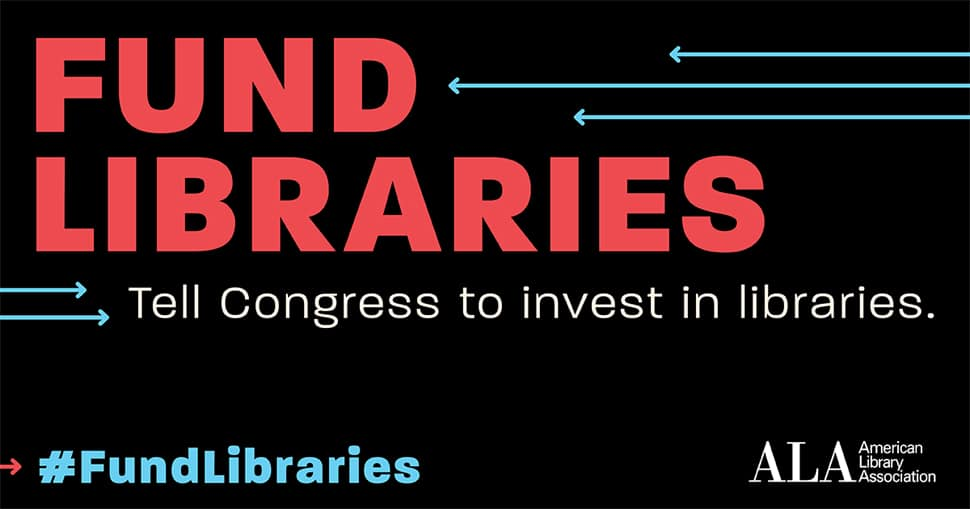 FUND
LIBRARIES
Tell Congress to invest in libraries.
#FundLibraries
ALA American
Library
Association